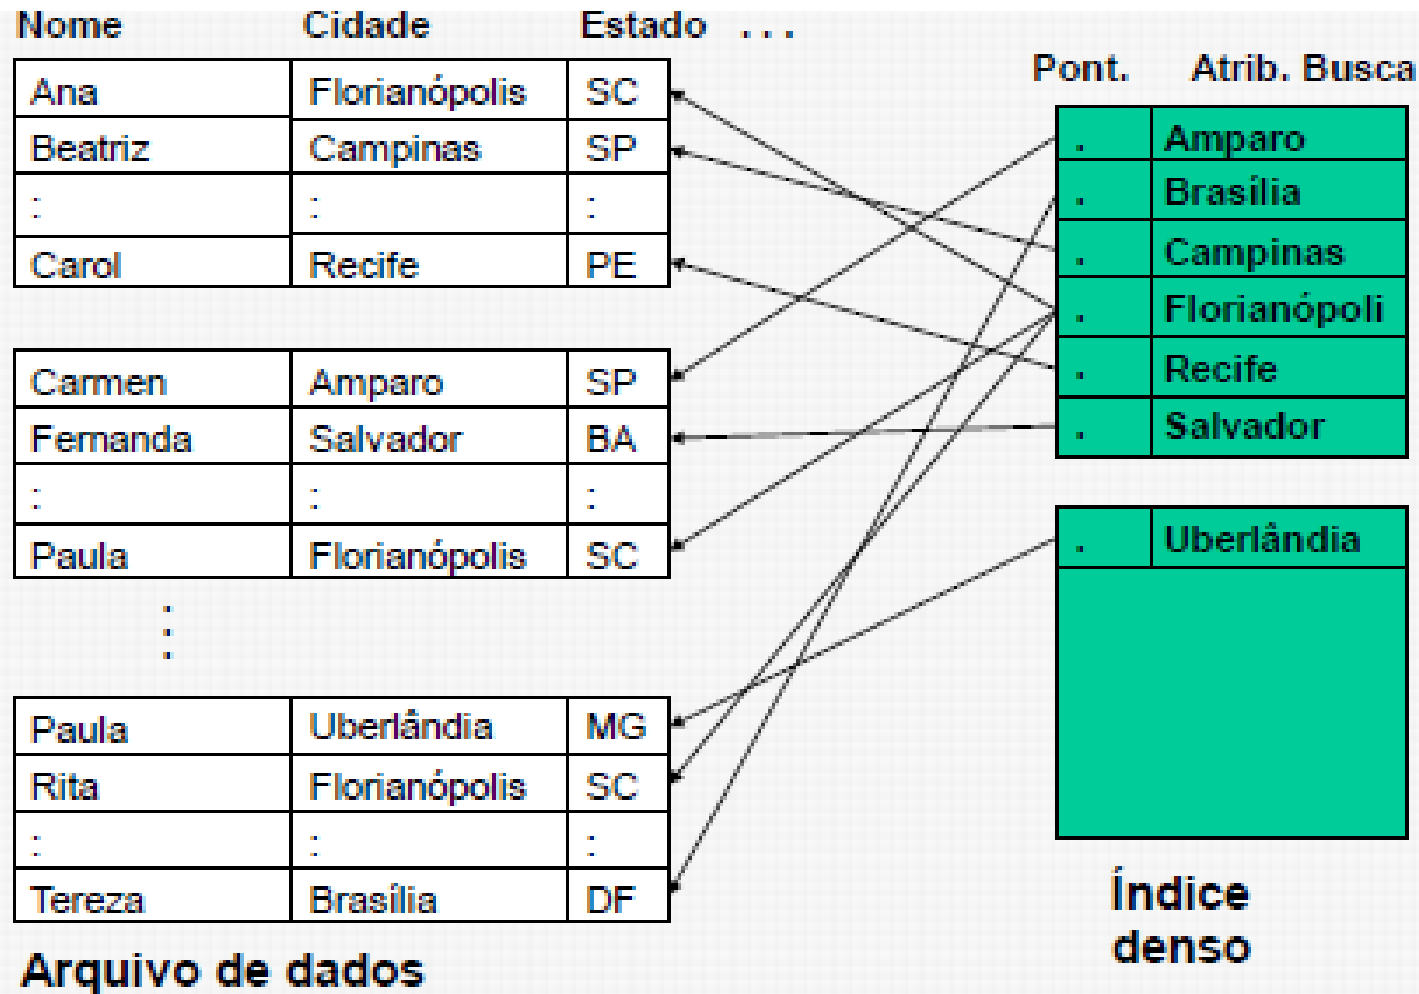 Nome Cidade Estado ...
Ana Florianópolis SC
Beatriz Campinas SP
: : :
Carol Recife PE
Carmen Amparo SP
Fernanda Salvador BA
: : :
Paula Florianópolis SC
:
Paula Uberlândia MG
Rita Florianópolis SC
: : :
Tereza Brasília DF
Arquivo de dados
Pont. Atrib. Busca
. Amparo
. Brasília
. Campinas
. Florianópoli
. Recife
. Salvador
. Uberlândia
Índice
denso